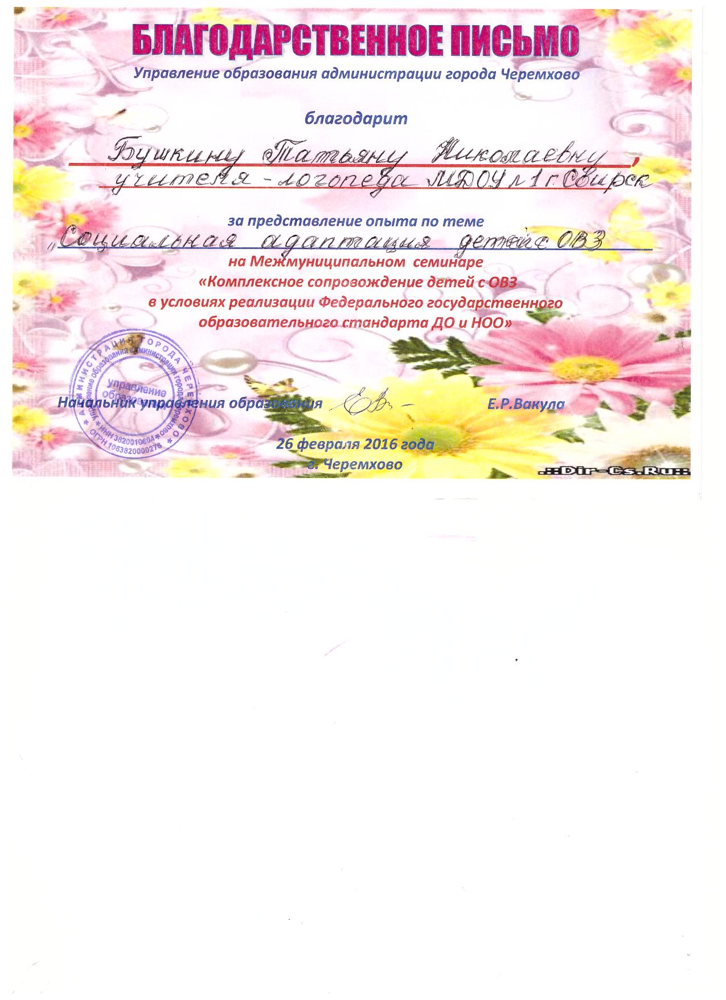 БЛАГОДАРСТВЕННОЕ ПИСЬМО
Управление образования администрации города Черемхово
благодарит
Бушкину Татьяну Николаевну,
учителя-логопеда МДОУ №1 г. Свирск
за представление опыта по теме
„Социальная адаптация детей с ОВЗ
на Межмуниципальном семинаре
«Комплексное сопровождение детей с ОВЗ
в условиях реализации Федерального государственного
образовательного стандарта ДО и НОО»
* АДМИНИСТРАЦИЯ ГОРОДА ЧЕРЕМХОВО *
ОГРН 1063820000276
Управление образования администрации города Черемхово * ИНН 3820010604 *
управление
образования
Начальник управления образования Е.Р.Вакула
26 февраля 2016 года
г. Черемхово
.::Dir-Cs.Ru::.